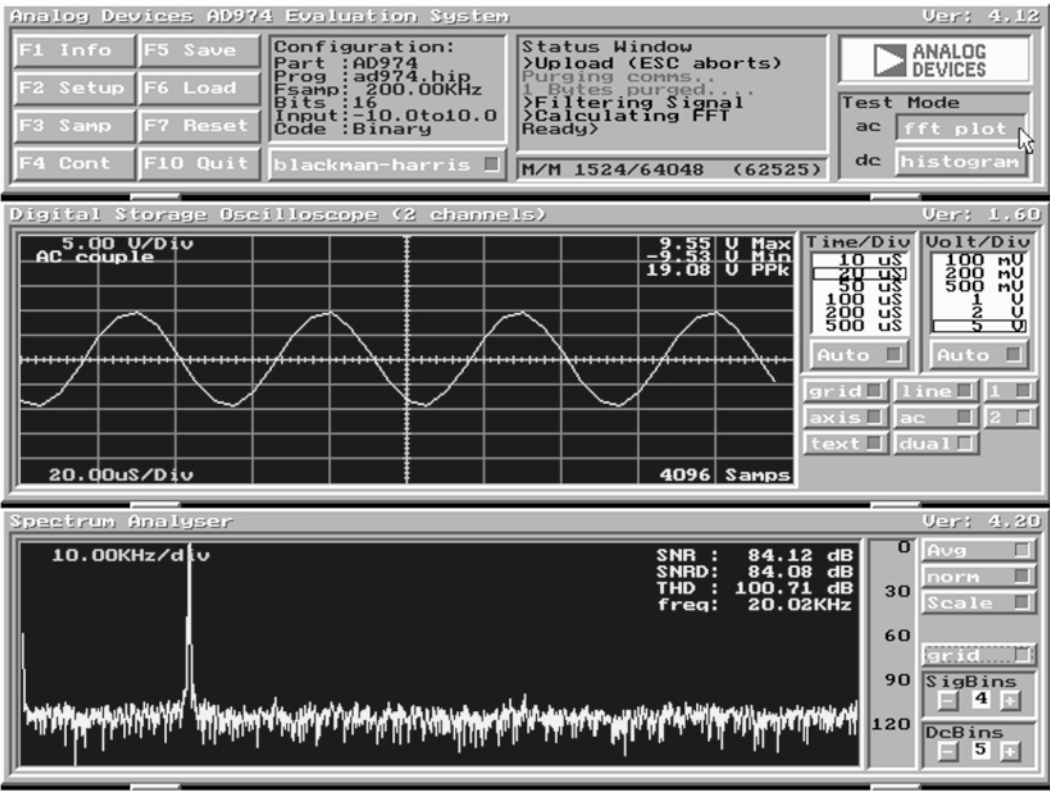 Analog Devices AD974 Evaluation System Ver: 4.12
F1 Info F5 Save
F2 Setup F6 Load
F3 Samp F7 Reset
F4 Cont F10 Quit
Configuration:
Part :AD974
Prog :ad974.hip
Fsamp: 200.00KHz
Bits :16
Input:-10.0to10.0
Code :Binary
blackman-harris
Status Window
>Upload (ESC aborts)
Purging comms..
1 Bytes purged....
>Filtering Signal
>Calculating FFT
Ready>
M/M 1524/64048 (62525)
ANALOG
DEVICES
Test Mode
ac fft plot
dc histogram
Digital Storage Oscilloscope (2 channels) Ver: 1.60
5.00 V/Div
AC couple
9.55 V Max
-9.53 V Min
19.08 V PPk
20.00uS/Div
4096 Samps
Time/Div
10 uS
20 uS
50 uS
100 uS
200 uS
500 uS
Auto
Volt/Div
100 mV
200 mV
500 mV
1 V
2 V
5 V
Auto
grid line 1
axis ac 2
text dual
Spectrum Analyser Ver: 4.20
10.00KHz/div
SNR : 84.12 dB
SNRD: 84.08 dB
THD : 100.71 dB
freq: 20.02KHz
0
30
60
90
120
Avg
norm
Scale
grid
SigBins
- 4 +
DcBins
- 5 +